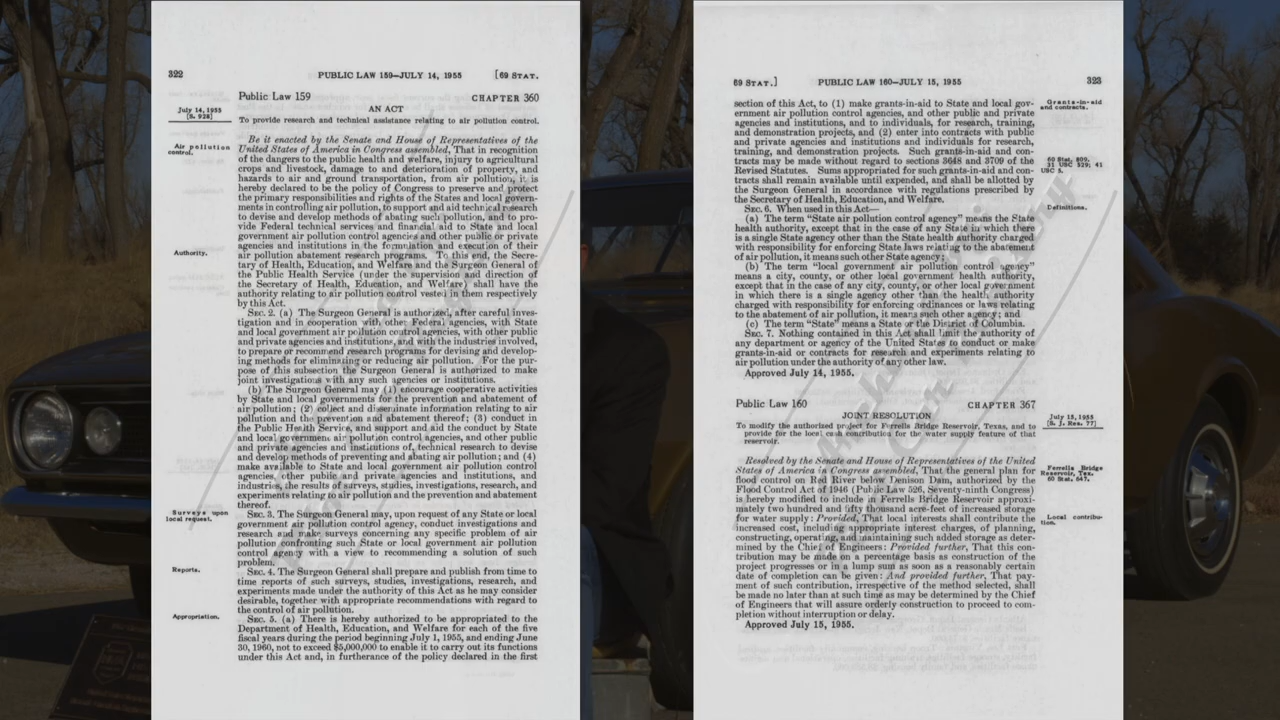 322
PUBLIC LAW 159—JULY 14, 1955
[69 STAT.
Public Law 159
CHAPTER 360
July 14, 1955
[S. 928]
AN ACT
To provide research and technical assistance relating to air pollution control.
Air pollution
control.
Be it enacted by the Senate and House of Representatives of the
United States of America in Congress assembled, That in recognition
of the dangers to the public health and welfare, injury to agricultural
crops and livestock, damage to and deterioration of property, and
hazards to air and ground transportation, from air pollution, it is
hereby declared to be the policy of Congress to preserve and protect
the primary responsibilities and rights of the States and local govern-
ments in controlling air pollution, to support and aid technical research
to devise and develop methods of abating such pollution, and to pro-
vide Federal technical services and financial aid to State and local
government air pollution control agencies and other public or private
agencies and institutions in the formulation and execution of their
Authority.
air pollution abatement research programs. To this end, the Secre-
tary of Health, Education, and Welfare and the Surgeon General of
the Public Health Service (under the supervision and direction of
the Secretary of Health, Education, and Welfare) shall have the
authority relating to air pollution control vested in them respectively
by this Act.
SEC. 2. (a) The Surgeon General is authorized, after careful inves-
tigation and in cooperation with other Federal agencies, with State
and local government air pollution control agencies, with other public
and private agencies and institutions, and with the industries involved,
to prepare or recommend research programs for devising and develop-
ing methods for eliminating or reducing air pollution. For the pur-
pose of this subsection the Surgeon General is authorized to make
joint investigations with any such agencies or institutions.
(b) The Surgeon General may (1) encourage cooperative activities
by State and local governments for the prevention and abatement of
air pollution; (2) collect and disseminate information relating to air
pollution and the prevention and abatement thereof; (3) conduct in
the Public Health Service, and support and aid the conduct by State
and local government air pollution control agencies, and other public
and private agencies and institutions of, technical research to devise
and develop methods of preventing and abating air pollution; and (4)
make available to State and local government air pollution control
agencies, other public and private agencies and institutions, and
industries, the results of surveys, studies, investigations, research, and
experiments relating to air pollution and the prevention and abatement
thereof.
Surveys upon
local request.
SEC. 3. The Surgeon General may, upon request of any State or local
government air pollution control agency, conduct investigations and
research and make surveys concerning any specific problem of air
pollution confronting such State or local government air pollution
control agency with a view to recommending a solution of such
problem.
Reports.
SEC. 4. The Surgeon General shall prepare and publish from time to
time reports of such surveys, studies, investigations, research, and
experiments made under the authority of this Act as he may consider
desirable, together with appropriate recommendations with regard to
the control of air pollution.
Appropriation.
SEC. 5. (a) There is hereby authorized to be appropriated to the
Department of Health, Education, and Welfare for each of the five
fiscal years during the period beginning July 1, 1955, and ending June
30, 1960, not to exceed $5,000,000 to enable it to carry out its functions
under this Act and, in furtherance of the policy declared in the first
69 STAT.]
PUBLIC LAW 160—JULY 15, 1955
323
section of this Act, to (1) make grants-in-aid to State and local gov-
ernment air pollution control agencies, and other public and private
agencies and institutions, and to individuals, for research, training,
and demonstration projects, and (2) enter into contracts with public
and private agencies and institutions and individuals for research,
training, and demonstration projects. Such grants-in-aid and con-
tracts may be made without regard to sections 3648 and 3709 of the
Revised Statutes. Sums appropriated for such grants-in-aid and con-
tracts shall remain available until expended, and shall be allotted by
the Surgeon General in accordance with regulations prescribed by
the Secretary of Health, Education, and Welfare.
Grants-in-aid
and contracts.
60 Stat. 809.
31 USC 529; 41
USC 5.
SEC. 6. When used in this Act—
Definitions.
(a) The term "State air pollution control agency" means the State
health authority, except that in the case of any State in which there
is a single State agency other than the State health authority charged
with responsibility for enforcing State laws relating to the abatement
of air pollution, it means such other State agency;
(b) The term "local government air pollution control agency"
means a city, county, or other local government health authority,
except that in the case of any city, county, or other local government
in which there is a single agency other than the health authority
charged with responsibility for enforcing ordinances or laws relating
to the abatement of air pollution, it means such other agency; and
(c) The term "State" means a State or the District of Columbia.
SEC. 7. Nothing contained in this Act shall limit the authority of
any department or agency of the United States to conduct or make
grants-in-aid or contracts for research and experiments relating to
air pollution under the authority of any other law.
Approved July 14, 1955.
Public Law 160
CHAPTER 367
JOINT RESOLUTION
July 15, 1955
[S. J. Res. 77]
To modify the authorized project for Ferrells Bridge Reservoir, Texas, and to
provide for the local cash contribution for the water supply feature of that
reservoir.
Resolved by the Senate and House of Representatives of the United
States of America in Congress assembled, That the general plan for
flood control on Red River below Denison Dam, authorized by the
Flood Control Act of 1946 (Public Law 526, Seventy-ninth Congress)
is hereby modified to include in Ferrells Bridge Reservoir approxi-
mately two hundred and fifty thousand acre-feet of increased storage
for water supply: Provided, That local interests shall contribute the
increased cost, including appropriate interest charges, of planning,
constructing, operating, and maintaining such added storage as deter-
mined by the Chief of Engineers: Provided further, That this con-
tribution may be made on a percentage basis as construction of the
project progresses or in a lump sum as soon as a reasonably certain
date of completion can be given: And provided further, That pay-
ment of such contribution, irrespective of the method selected, shall
be made no later than at such time as may be determined by the Chief
of Engineers that will assure orderly construction to proceed to com-
pletion without interruption or delay.
Ferrells Bridge
Reservoir, Tex.
60 Stat. 647.
Local contribu-
tion.
Approved July 15, 1955.